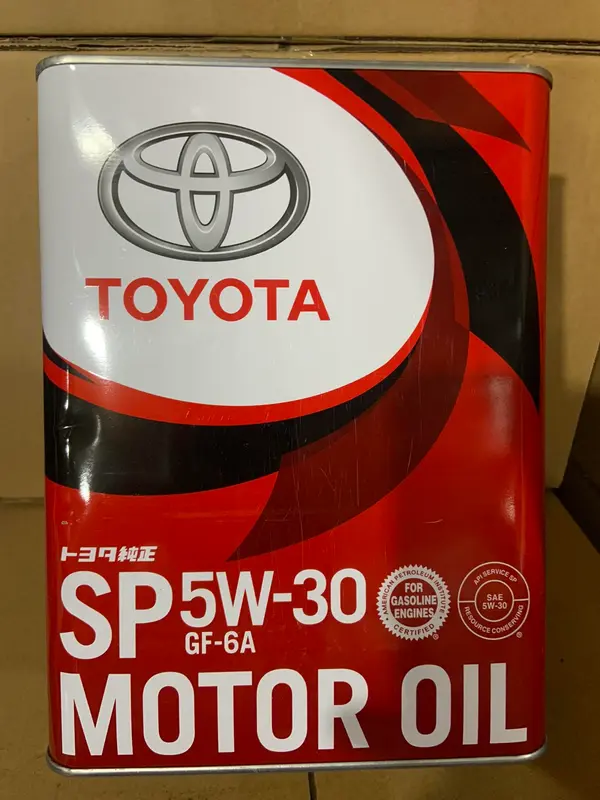 TOYOTA
トヨタ純正
SP 5W-30
GF-6A
AMERICAN PETROLEUM INSTITUTE
FOR
GASOLINE
ENGINES
CERTIFIED
®
API SERVICE SP
SAE
5W-30
RESOURCE CONSERVING
®
MOTOR OIL